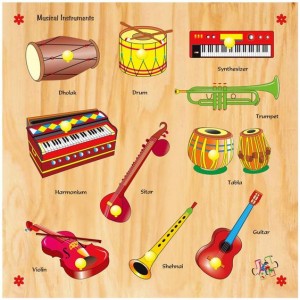 Musical Instruments
Dholak
Drum
Synthesizer
Trumpet
Harmonium
Sitar
Tabla
Violin
Shehnai
Guitar